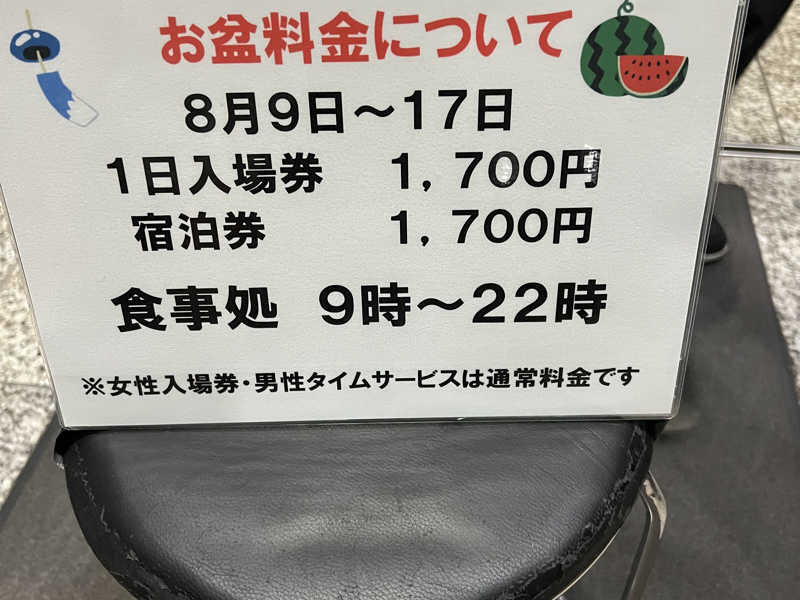 お盆料金について
8月9日～17日
1日入場券 1,700円
宿泊券 1,700円
食事処 9時～22時
※女性入場券・男性タイムサービスは通常料金です